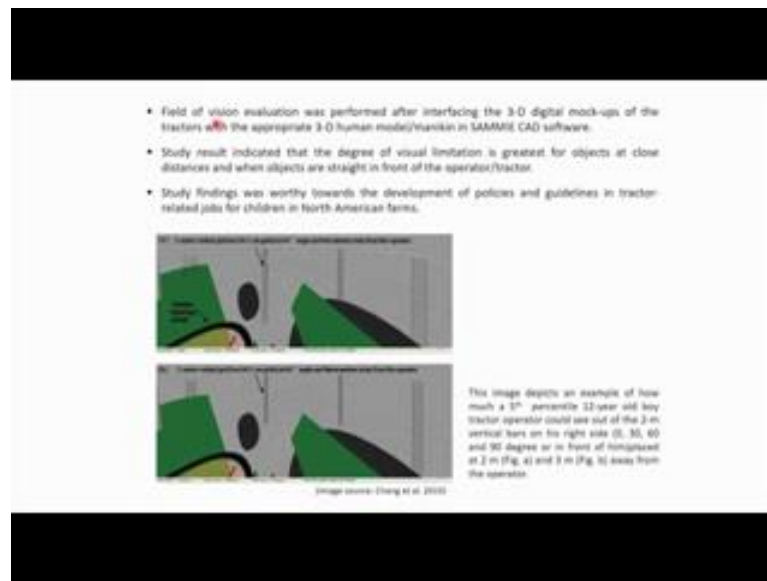 • Field of vision evaluation was performed after interfacing the 3-D digital mock-ups of the
tractors with the appropriate 3-D human model/manikin in SAMMIE CAD software.
• Study result indicated that the degree of visual limitation is greatest for objects at close
distances and when objects are straight in front of the operator/tractor.
• Study findings was worthy towards the development of policies and guidelines in tractor-
related jobs for children in North American farms.
This image depicts an example of how
much a 5th percentile 12-year old boy
tractor operator could see out of the 2-m
vertical bars on his right side (0, 30, 60
and 90 degree or in front of him)placed
at 2 m (Fig. a) and 3 m (Fig. b) away from
the operator.
(Image source: Chang et al. 2010)